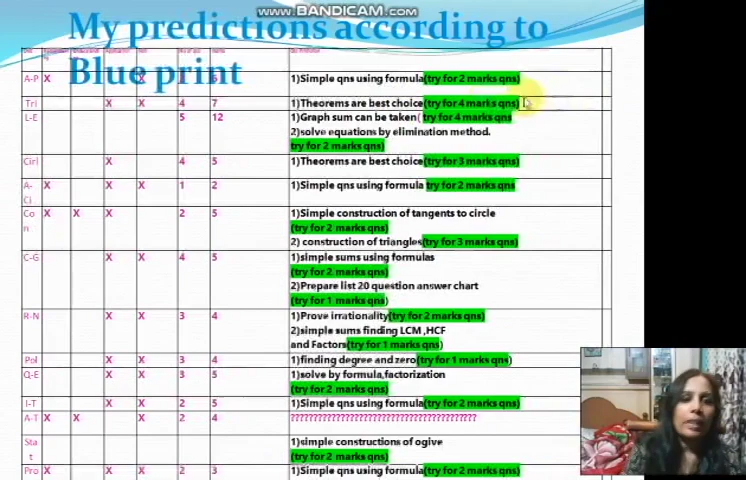 www.BANDICAM.com
My predictions according to
Blue print
A-P X X 6 1)Simple qns using formula(try for 2 marks qns)
Tri X X 4 7 1)Theorems are best choice(try for 4 marks qns)
L-E 5 12 1)Graph sum can be taken( try for 4 marks qns
2)solve equations by elimination method.
try for 2 marks qns)
Cirl X 4 5 1)Theorems are best choice(try for 3 marks qns)
A- X X X 1 2 1)Simple qns using formula try for 2 marks qns
Ci
Co X X X 2 5 1)Simple construction of tangents to circle
n (try for 2 marks qns)
2) construction of triangles(try for 3 marks qns)
C-G X X 4 5 1)simple sums using formulas
(try for 2 marks qns)
2)Prepare list 20 question answer chart
(try for 1 marks qns)
R-N X X 3 4 1)Prove irrationality(try for 2 marks qns)
2)simple sums finding LCM ,HCF
and Factors(try for 1 marks qns)
Pol X X 3 4 1)finding degree and zero(try for 1 marks qns)
Q-E X X 3 5 1)solve by formula,factorization
(try for 2 marks qns)
I-T X X 2 5 1)Simple qns using formula(try for 2 marks qns)
A-T X X X 2 4 ?????????????????????????????????????????
Sta 1)simple constructions of ogive
t (try for 2 marks qns)
Pro X X X 2 3 1)Simple qns using formula(try for 2 marks qns)